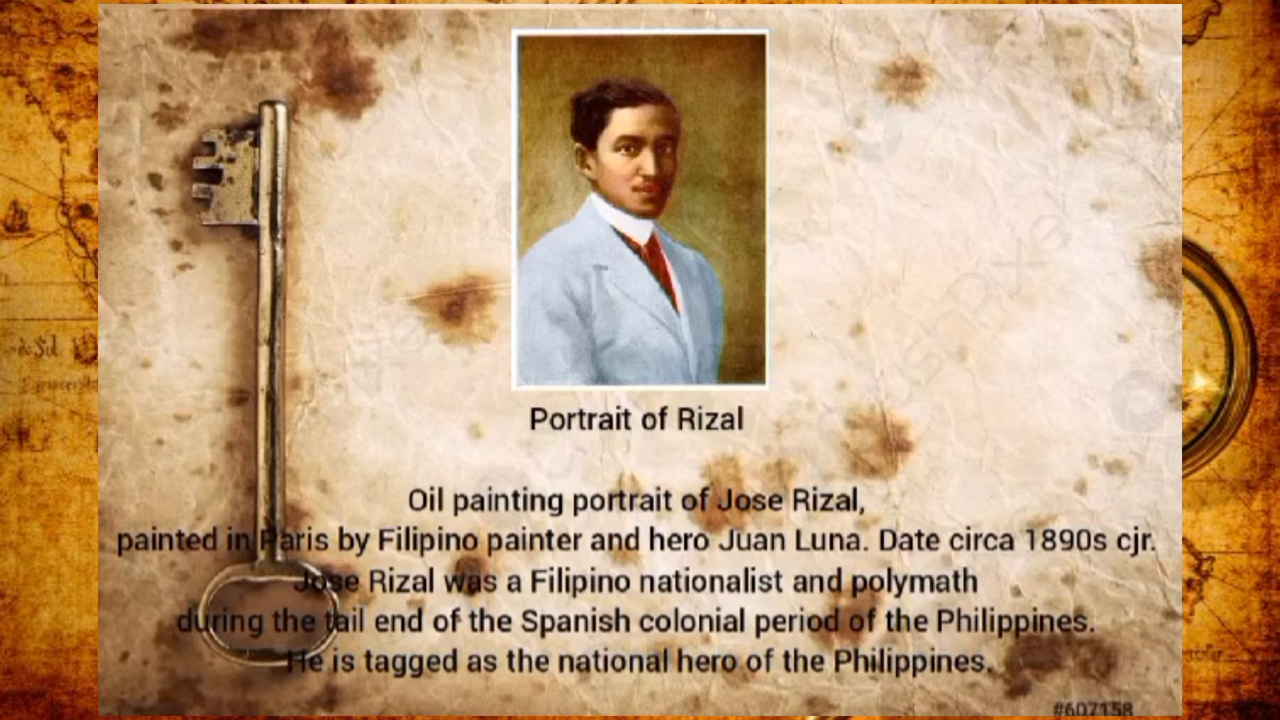 Portrait of Rizal
Oil painting portrait of Jose Rizal,
painted in Paris by Filipino painter and hero Juan Luna. Date circa 1890s cjr.
Jose Rizal was a Filipino nationalist and polymath
during the tail end of the Spanish colonial period of the Philippines.
He is tagged as the national hero of the Philippines.
#607158